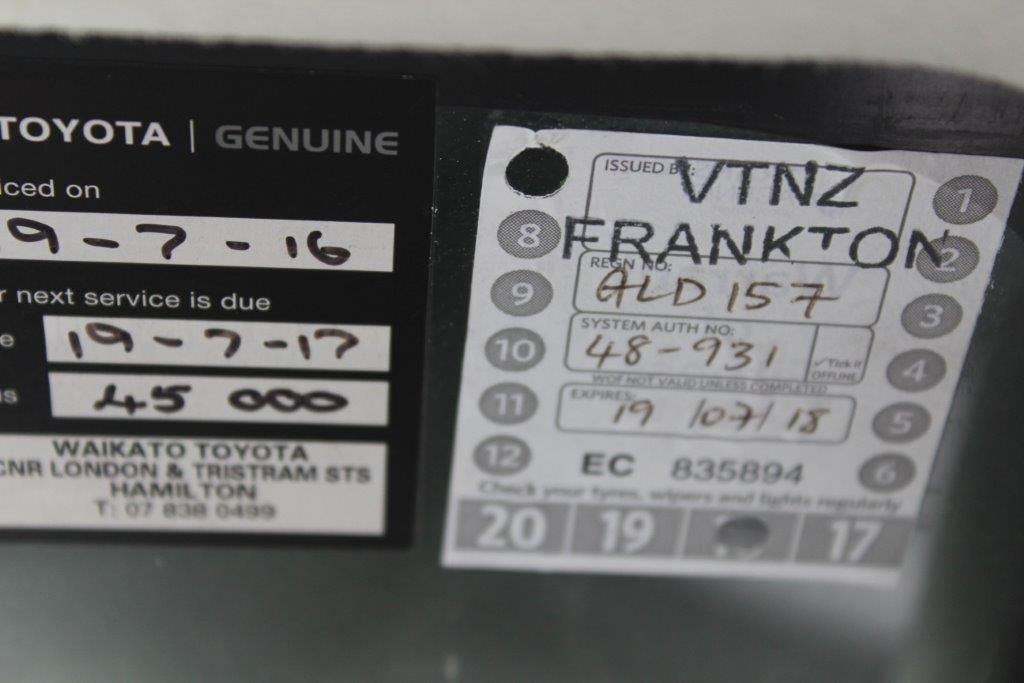 TOYOTA | GENUINE
iced on
9-7-16
r next service is due
e 19-7-17
is 45 000
WAIKATO TOYOTA
CNR LONDON & TRISTRAM STS
HAMILTON
T: 07 838 0499
ISSUED BY: VTNZ
FRANKTON
REGN NO:
GLD 157
SYSTEM AUTH NO:
48-931
✓Tick if
OFFLINE
WOF NOT VALID UNLESS COMPLETED
EXPIRES:
19 /07/18
EC 835894
Check your tyres, wipers and lights regularly
8
9
10
11
12
1
2
3
4
5
6
20 19 17